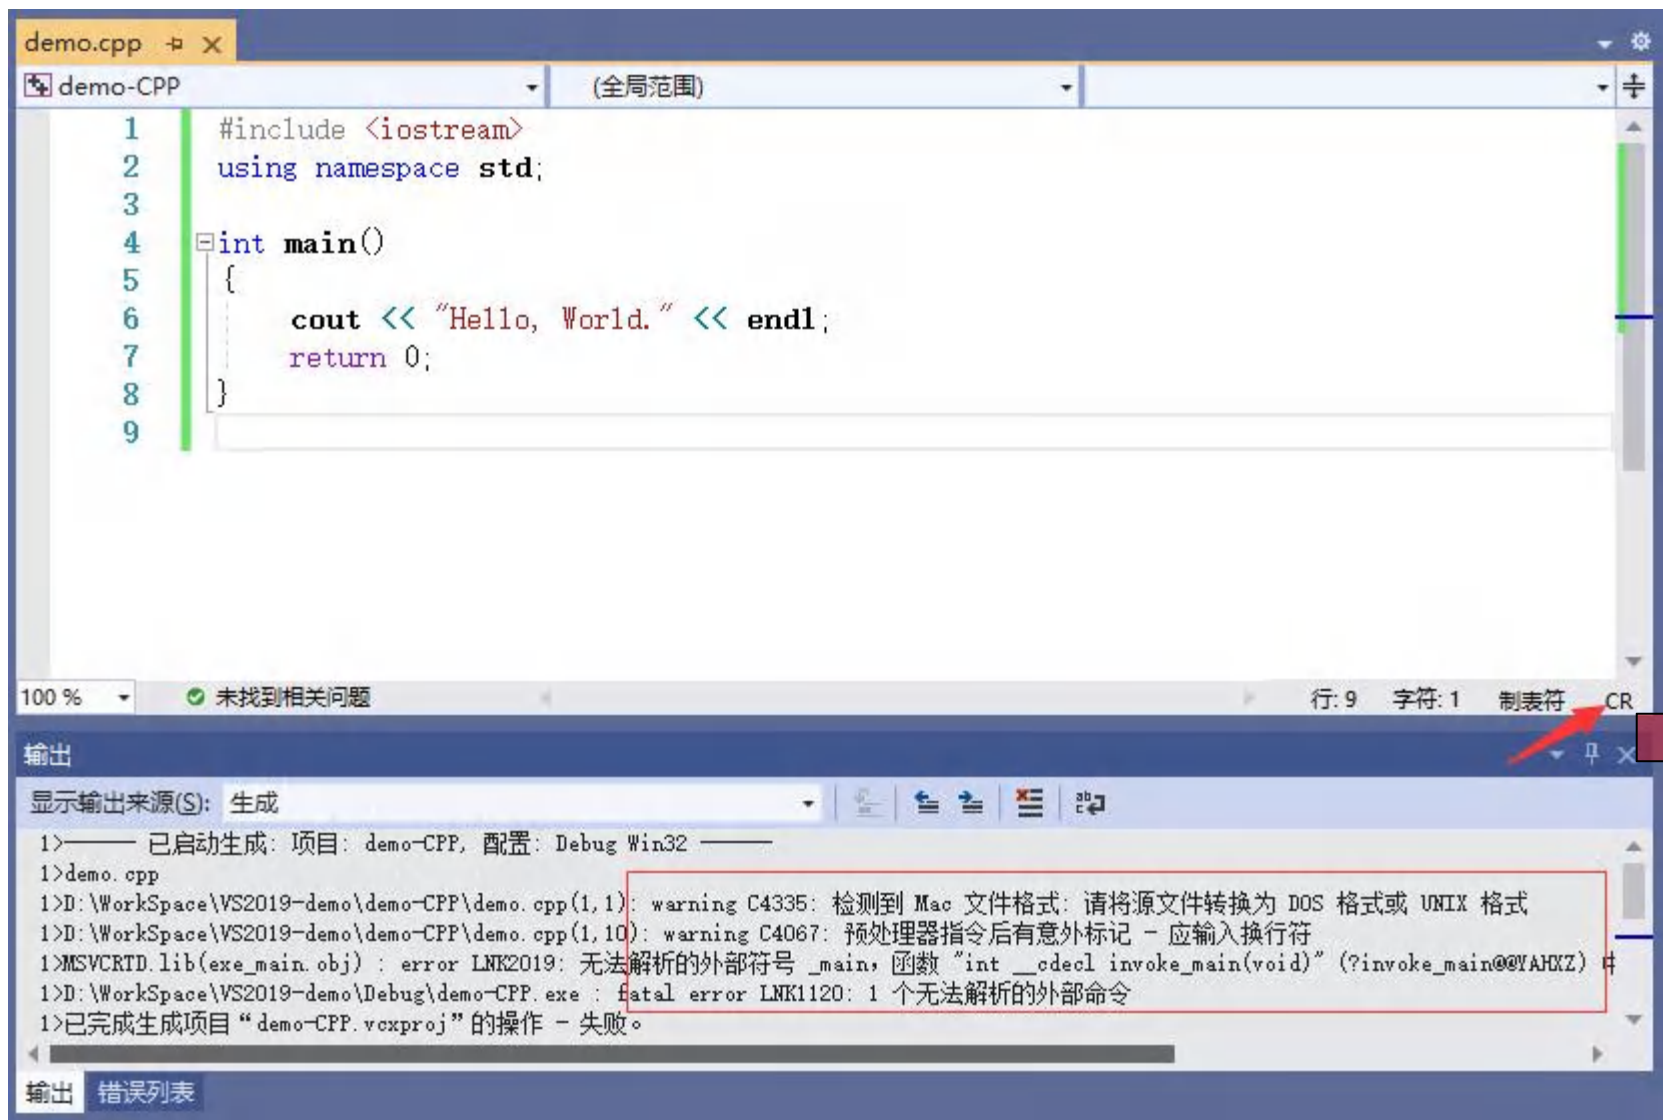 demo.cpp
demo-CPP (全局范围)
1 #include <iostream>
2 using namespace std;
3
4 int main()
5 {
6 cout << "Hello, World." << endl;
7 return 0;
8 }
9
100 % 未找到相关问题 行: 9 字符: 1 制表符 CR
输出
显示输出来源(S): 生成
1>—— 已启动生成: 项目: demo-CPP, 配置: Debug Win32 ——
1>demo.cpp
1>D:\WorkSpace\VS2019-demo\demo-CPP\demo.cpp(1,1): warning C4335: 检测到 Mac 文件格式: 请将源文件转换为 DOS 格式或 UNIX 格式
1>D:\WorkSpace\VS2019-demo\demo-CPP\demo.cpp(1,10): warning C4067: 预处理器指令后有意外标记 - 应输入换行符
1>MSVCRTD.lib(exe_main.obj) : error LNK2019: 无法解析的外部符号 _main，函数 "int __cdecl invoke_main(void)" (?invoke_main@@YAHXZ)
1>D:\WorkSpace\VS2019-demo\Debug\demo-CPP.exe : fatal error LNK1120: 1 个无法解析的外部命令
1>已完成生成项目“demo-CPP.vcxproj”的操作 - 失败。
输出 错误列表